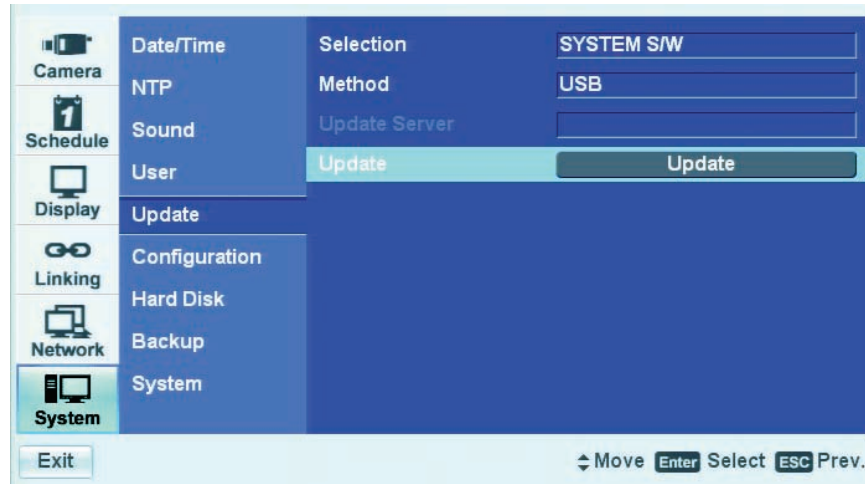 Camera
1
Schedule
Display
Linking
Network
System
Exit
Date/Time
NTP
Sound
User
Update
Configuration
Hard Disk
Backup
System
Selection SYSTEM S/W
Method USB
Update Server
Update Update
Move Enter Select ESC Prev.